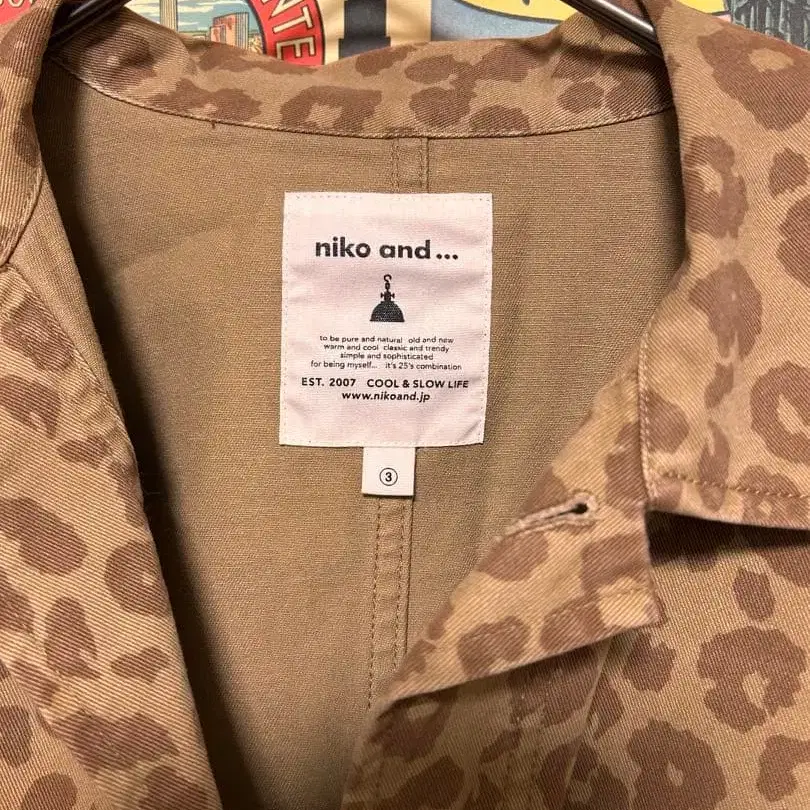 INTE
niko and...
to be pure and natural old and new
warm and cool classic and trendy
simple and sophisticated
for being myself... it's 25's combination
EST. 2007 COOL & SLOW LIFE
www.nikoand.jp
③